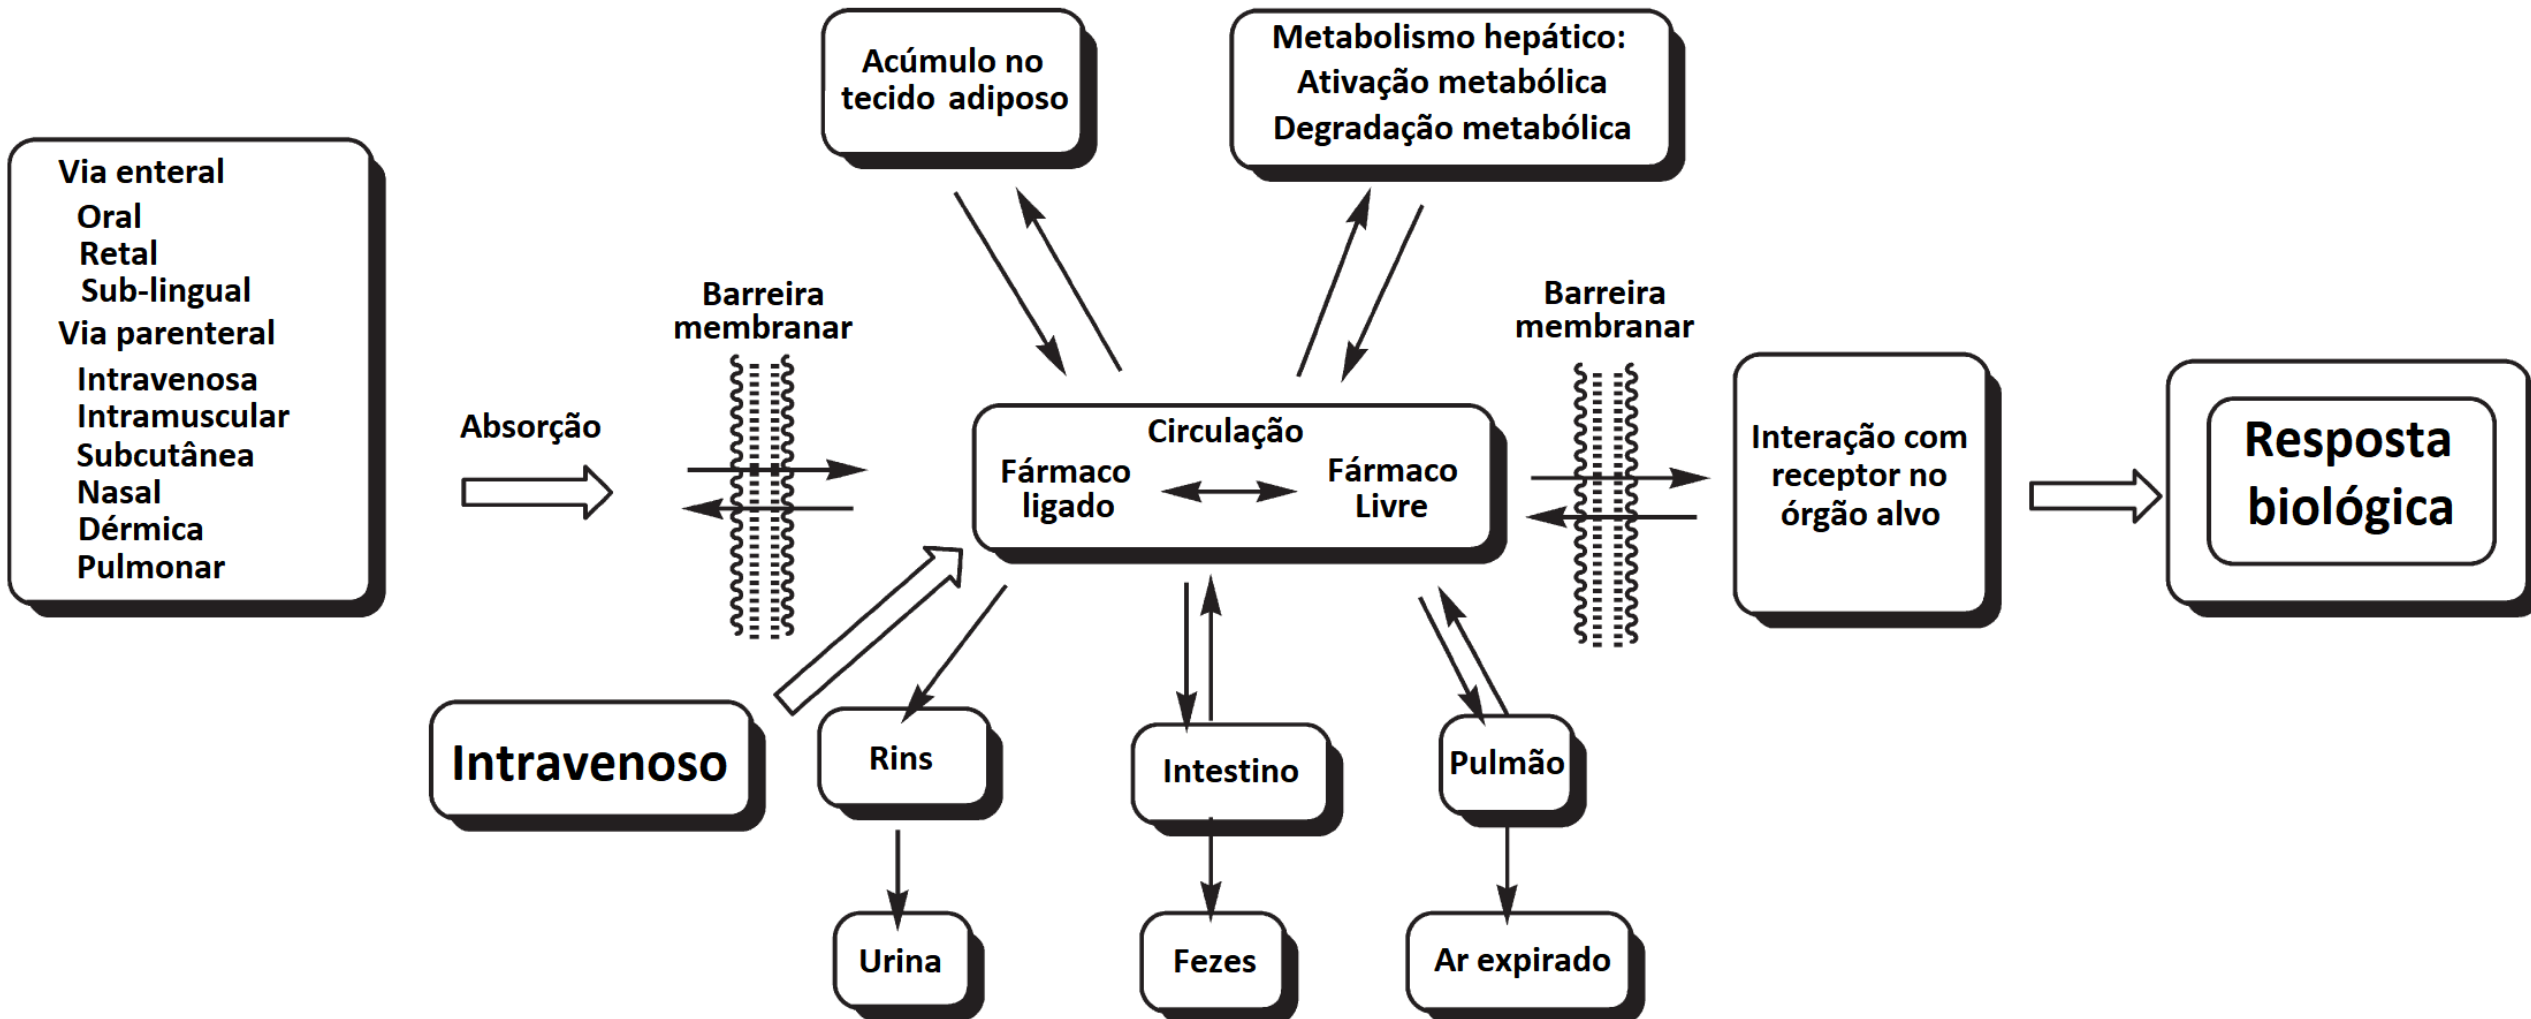 Via enteral
Oral
Retal
Sub-lingual
Via parenteral
Intravenosa
Intramuscular
Subcutânea
Nasal
Dérmica
Pulmonar
Absorção
Barreira
membranar
Acúmulo no
tecido adiposo
Metabolismo hepático:
Ativação metabólica
Degradação metabólica
Circulação
Fármaco
ligado
Fármaco
Livre
Barreira
membranar
Interação com
receptor no
órgão alvo
Resposta
biológica
Intravenoso
Rins
Intestino
Pulmão
Urina
Fezes
Ar expirado